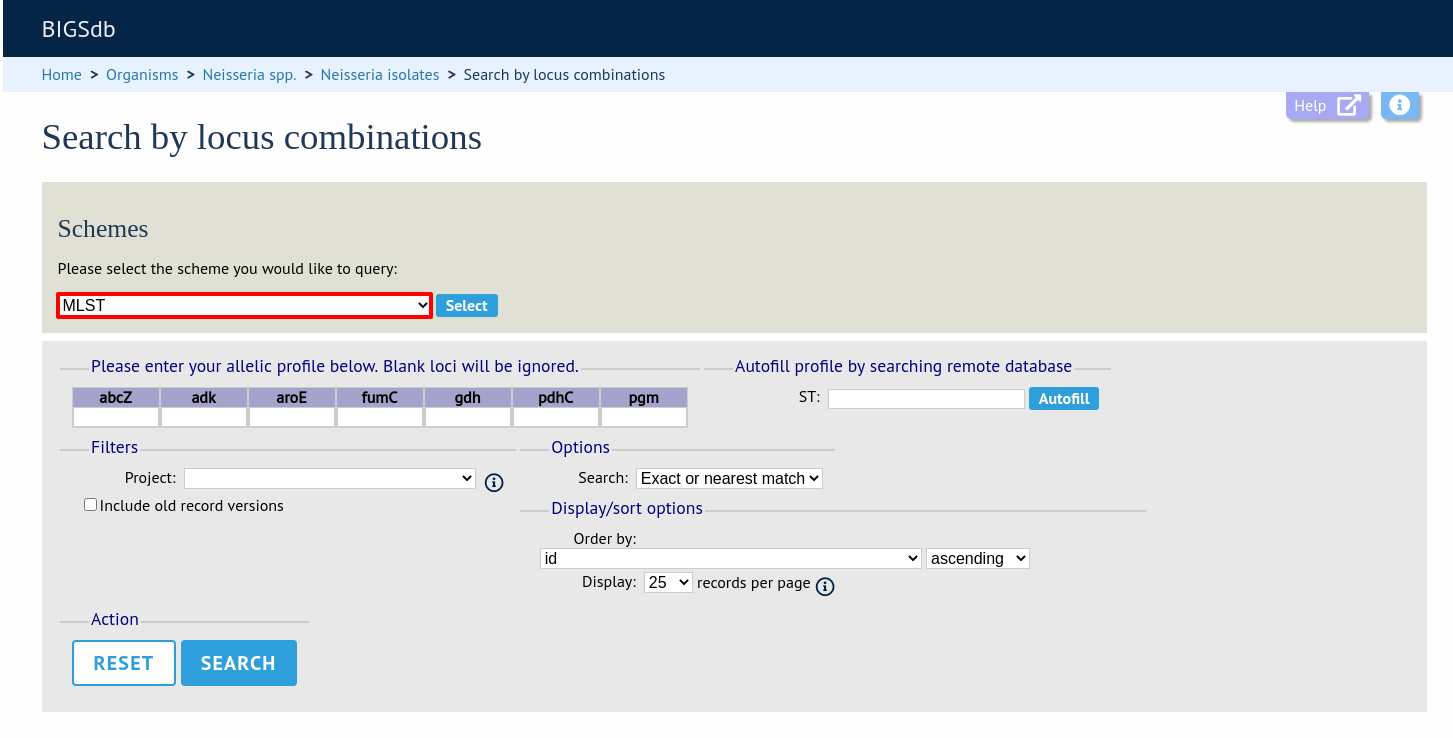 BIGSdb
Home > Organisms > Neisseria spp. > Neisseria isolates > Search by locus combinations
Help
Search by locus combinations
Schemes
Please select the scheme you would like to query:
MLST Select
Please enter your allelic profile below. Blank loci will be ignored. Autofill profile by searching remote database
abcZ adk aroE fumC gdh pdhC pgm ST: Autofill
Filters Options
Project: Search: Exact or nearest match
Include old record versions
Display/sort options
Order by:
id ascending
Display: 25 records per page
Action
RESET SEARCH